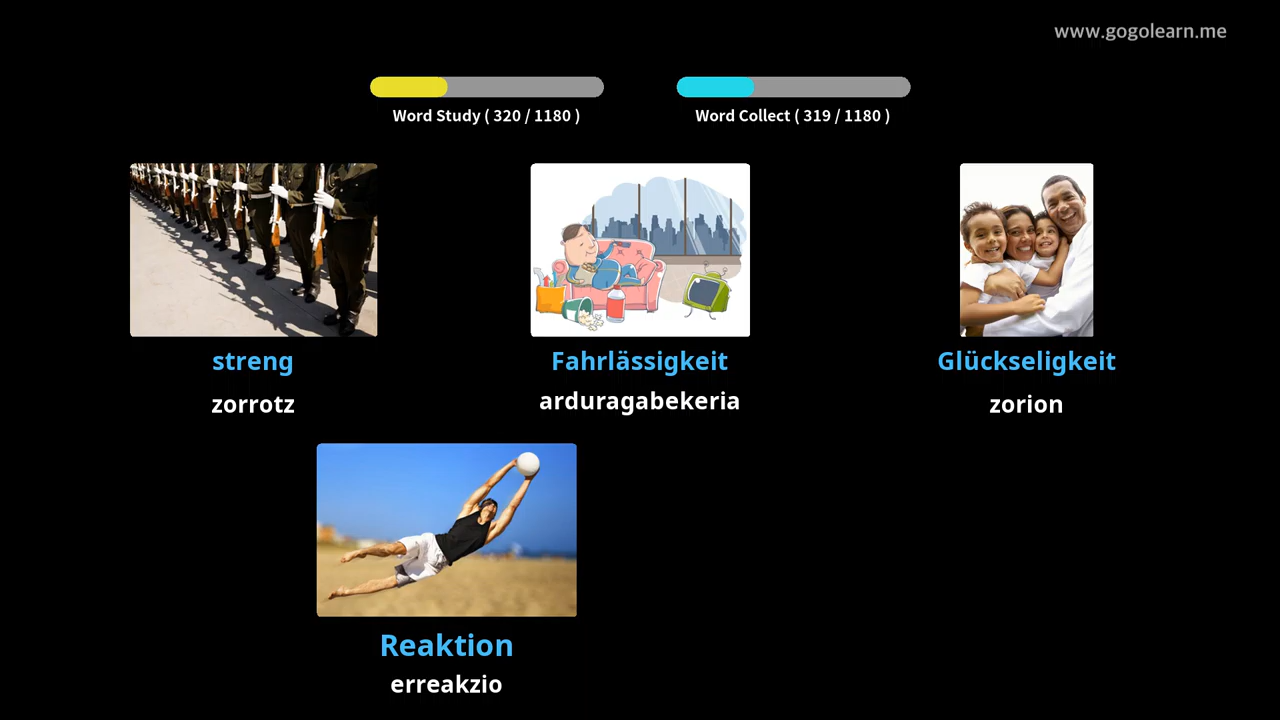 www.gogolearn.me
Word Study ( 320 / 1180 )
Word Collect ( 319 / 1180 )
streng
zorrotz
Fahrlässigkeit
arduragabekeria
Glückseligkeit
zorion
Reaktion
erreakzio